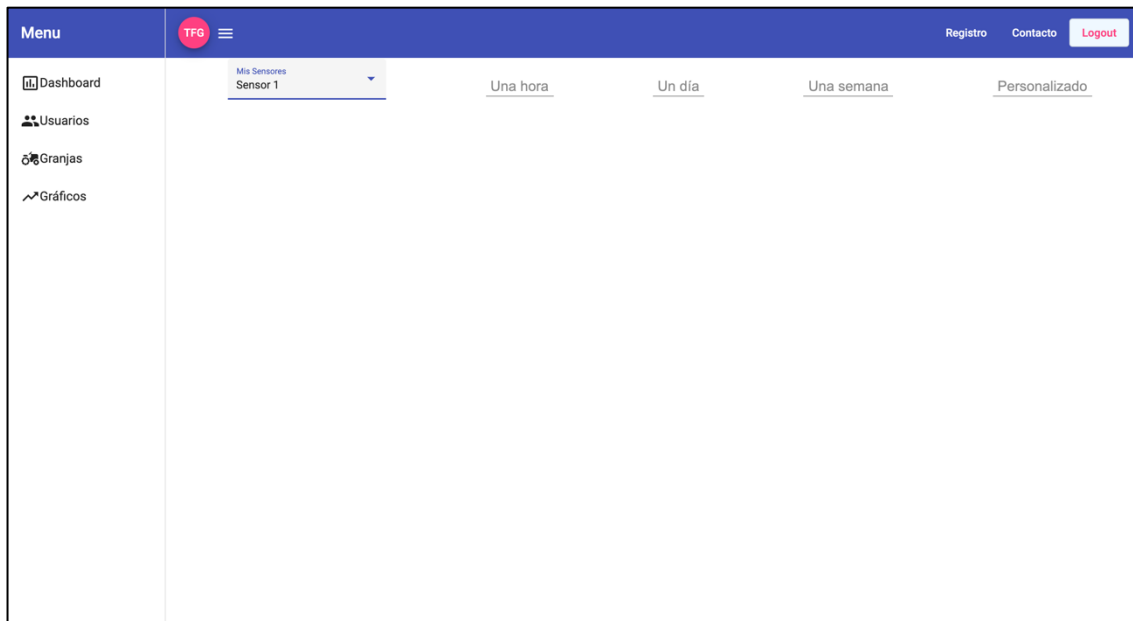 Menu
TFG
Registro Contacto Logout
Dashboard
Usuarios
Granjas
Gráficos
Mis Sensores
Sensor 1
Una hora Un día Una semana Personalizado